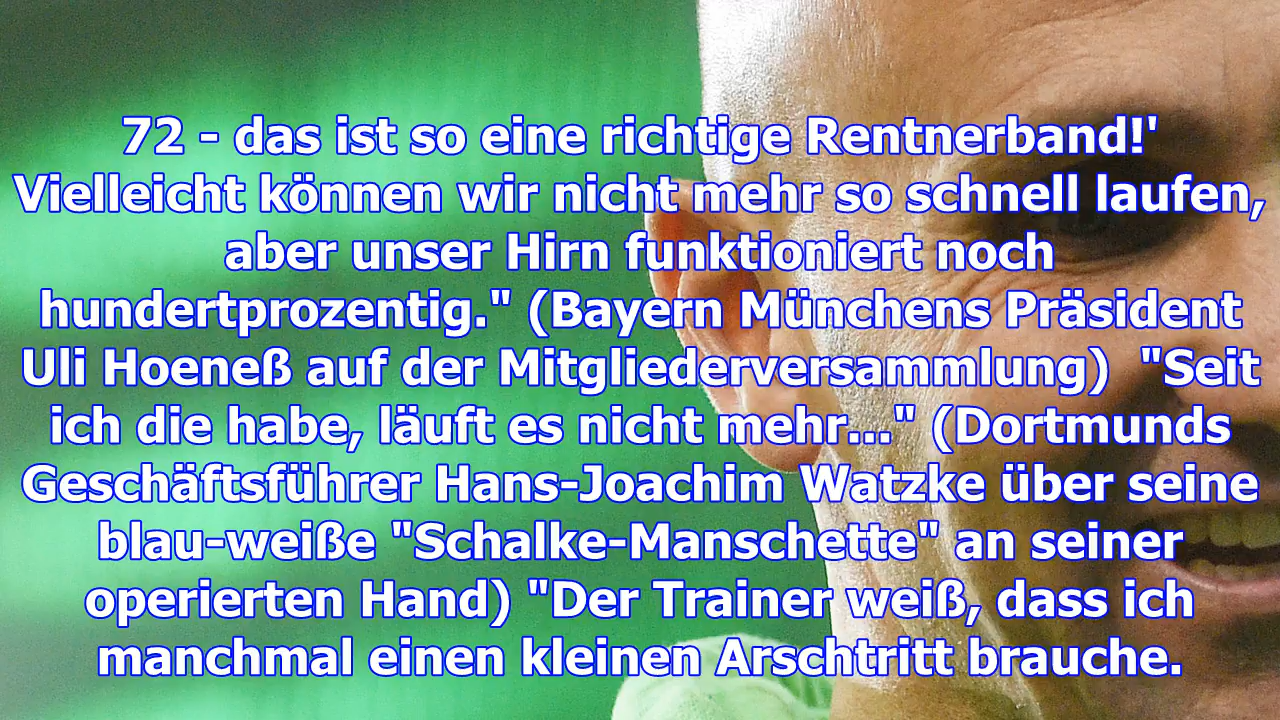 72 - das ist so eine richtige Rentnerband!'
Vielleicht können wir nicht mehr so schnell laufen,
aber unser Hirn funktioniert noch
hundertprozentig." (Bayern Münchens Präsident
Uli Hoeneß auf der Mitgliederversammlung)  "Seit
ich die habe, läuft es nicht mehr..." (Dortmunds
Geschäftsführer Hans-Joachim Watzke über seine
blau-weiße "Schalke-Manschette" an seiner
operierten Hand) "Der Trainer weiß, dass ich
manchmal einen kleinen Arschtritt brauche.